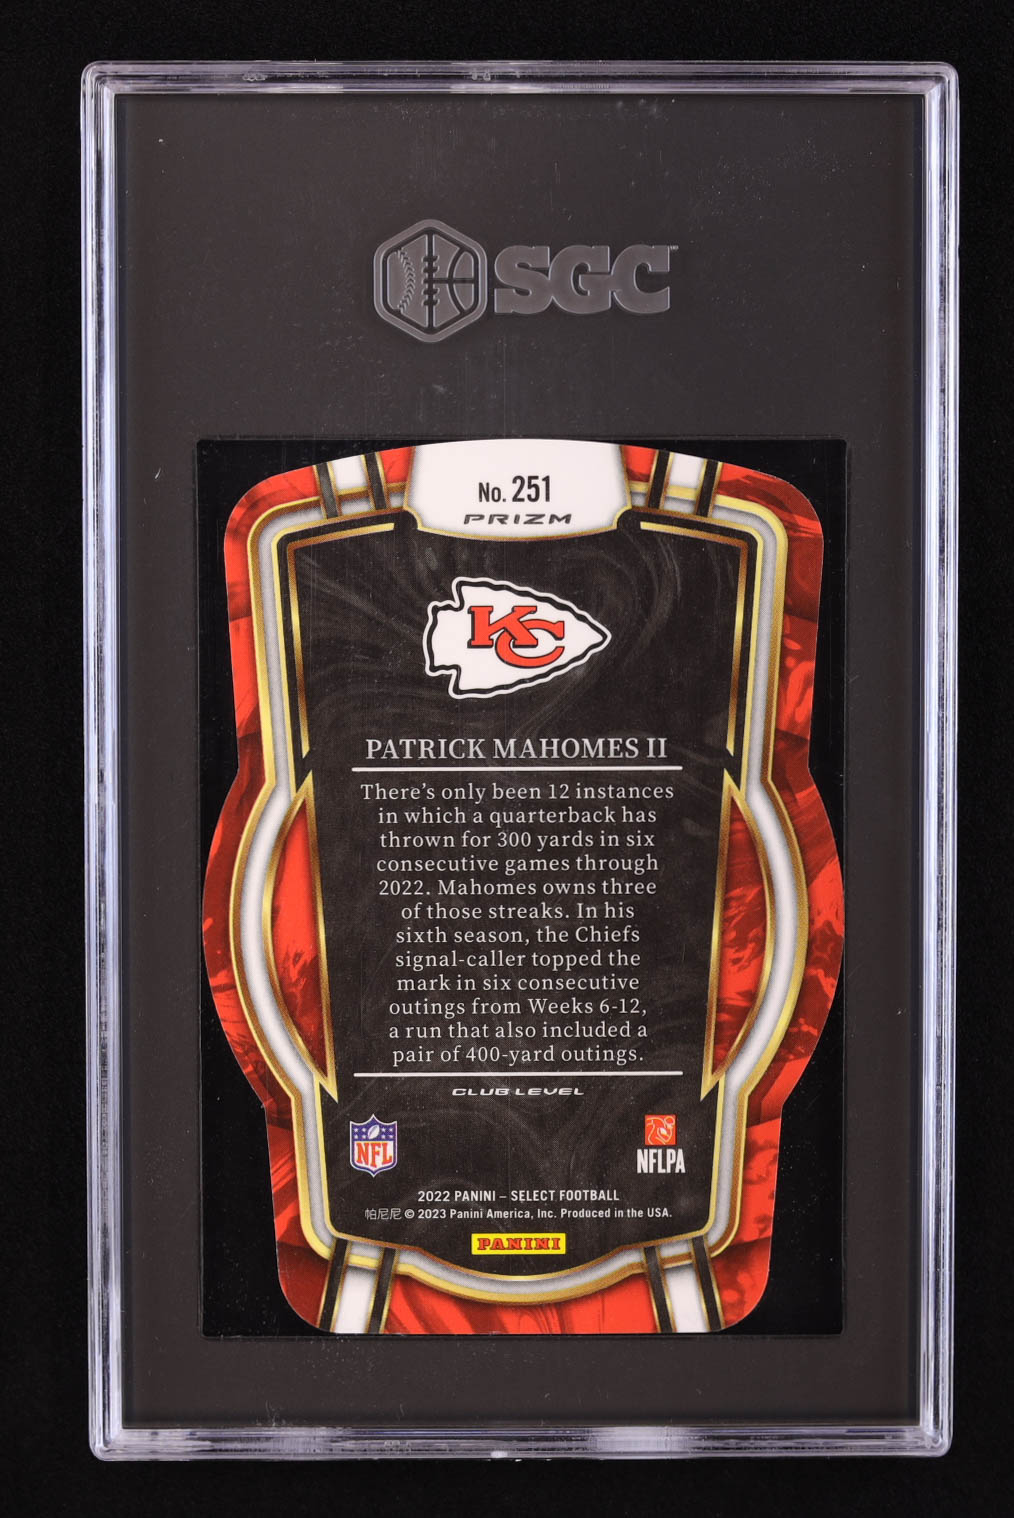 SGC
No. 251
PRIZM
KC
PATRICK MAHOMES II
There's only been 12 instances
in which a quarterback has
thrown for 300 yards in six
consecutive games through
2022. Mahomes owns three
of those streaks. In his
sixth season, the Chiefs
signal-caller topped the
mark in six consecutive
outings from Weeks 6-12,
a run that also included a
pair of 400-yard outings.
CLUB LEVEL
NFL
NFLPA
2022 PANINI – SELECT FOOTBALL
帕尼尼 © 2023 Panini America, Inc. Produced in the USA.
PANINI